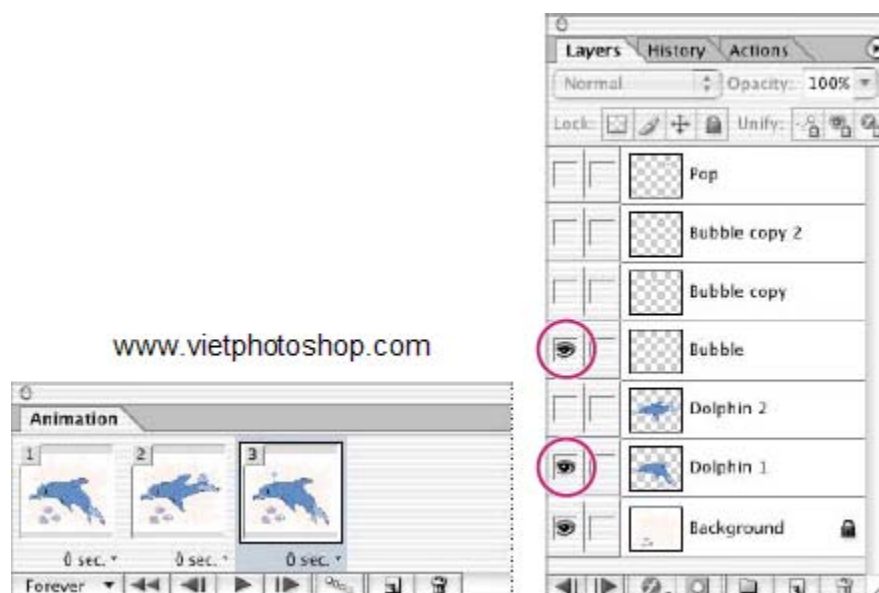 Layers History Actions
Normal Opacity: 100%
Lock: Unify:
Pop
Bubble copy 2
Bubble copy
Bubble
Dolphin 2
Dolphin 1
Background
www.vietphotoshop.com
Animation
1 2 3
0 sec. 0 sec. 0 sec.
Forever